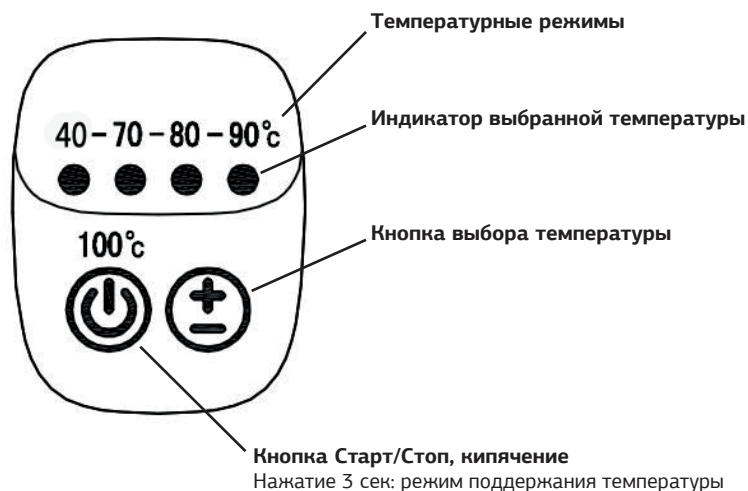 Температурные режимы
40 – 70 – 80 – 90°c
Индикатор выбранной температуры
100°c
Кнопка выбора температуры
+
–
Кнопка Старт/Стоп, кипячение
Нажатие 3 сек: режим поддержания температуры